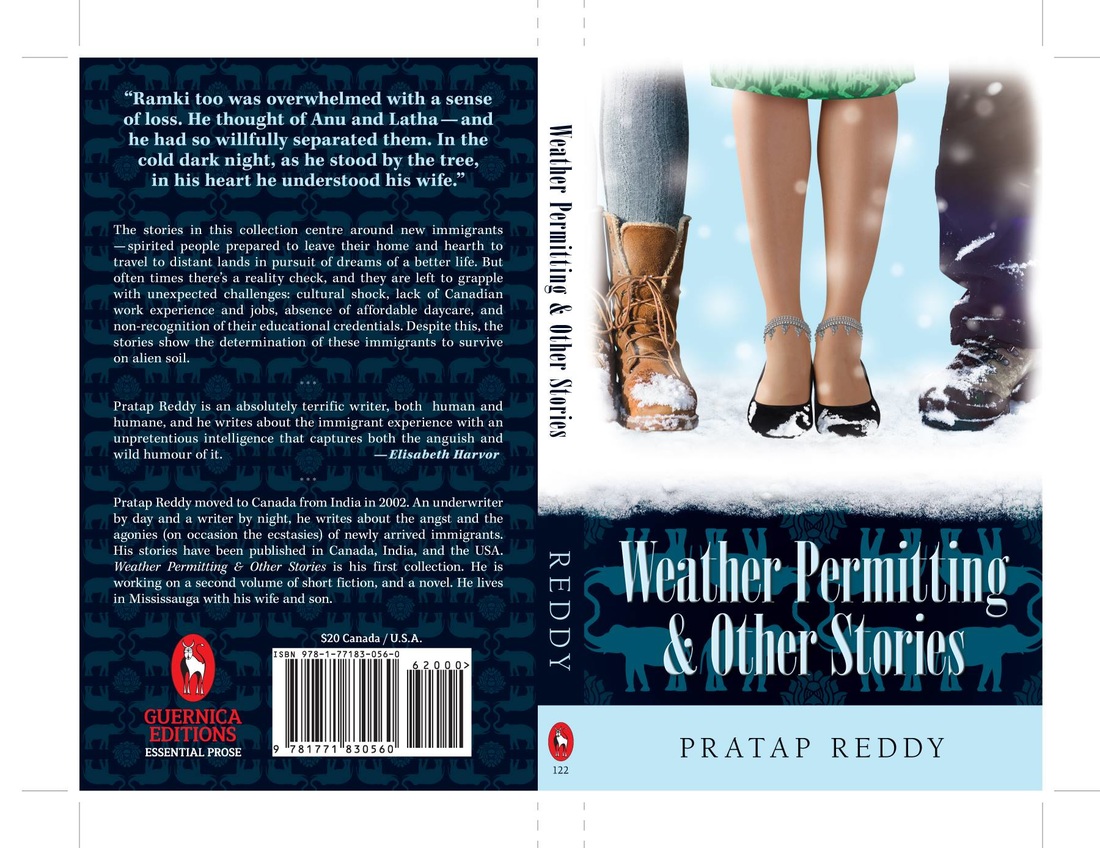 “Ramki too was overwhelmed with a sense
of loss. He thought of Anu and Latha — and
he had so willfully separated them. In the
cold dark night, as he stood by the tree,
in his heart he understood his wife.”
The stories in this collection centre around new immigrants
— spirited people prepared to leave their home and hearth to
travel to distant lands in pursuit of dreams of a better life. But
often times there’s a reality check, and they are left to grapple
with unexpected challenges: cultural shock, lack of Canadian
work experience and jobs, absence of affordable daycare, and
non-recognition of their educational credentials. Despite this, the
stories show the determination of these immigrants to survive
on alien soil.
Pratap Reddy is an absolutely terrific writer, both human and
humane, and he writes about the immigrant experience with an
unpretentious intelligence that captures both the anguish and
wild humour of it. — Elisabeth Harvor
Pratap Reddy moved to Canada from India in 2002. An underwriter
by day and a writer by night, he writes about the angst and the
agonies (on occasion the ecstasies) of newly arrived immigrants.
His stories have been published in Canada, India, and the USA.
Weather Permitting & Other Stories is his first collection. He is
working on a second volume of short fiction, and a novel. He lives
in Mississauga with his wife and son.
GUERNICA
EDITIONS
ESSENTIAL PROSE
$20 Canada / U.S.A.
ISBN 978-1-77183-056-0
62000>
9 781771 830560
Weather Permitting & Other Stories
REDDY
122
Weather Permitting
& Other Stories
PRATAP REDDY